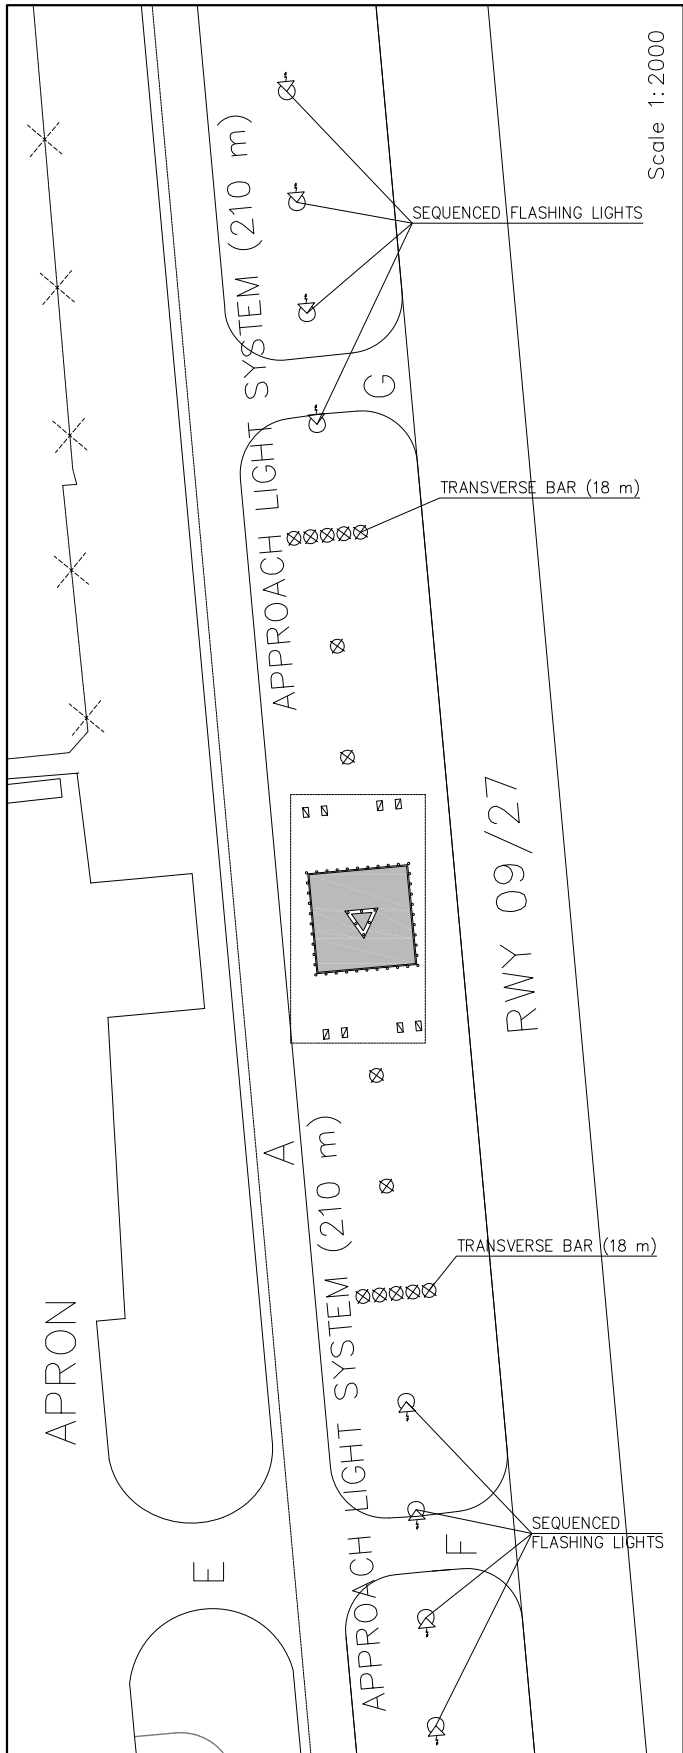 Scale 1:2000
APPROACH LIGHT SYSTEM (210 m)
SEQUENCED FLASHING LIGHTS
G
TRANSVERSE BAR (18 m)
RWY 09/27
A
APPROACH LIGHT SYSTEM (210 m)
TRANSVERSE BAR (18 m)
APRON
SEQUENCED
FLASHING LIGHTS
F
E